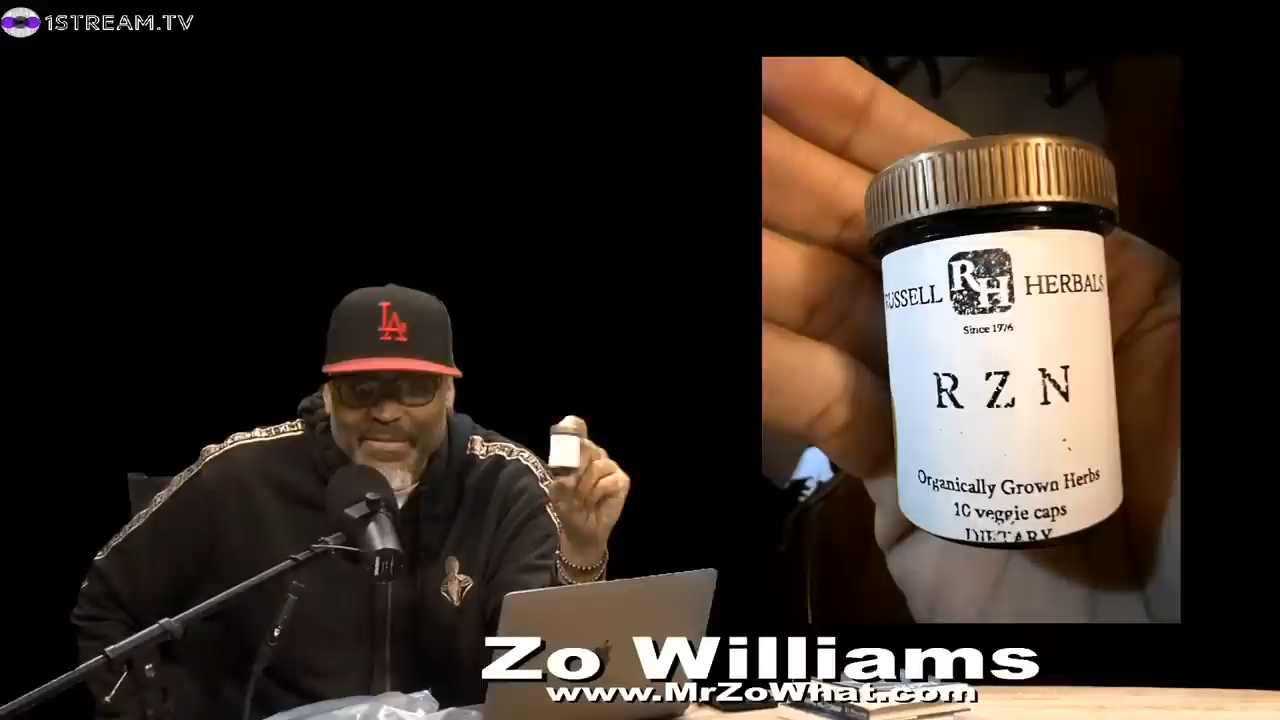 1STREAM.TV
LA
RUSSELL RH HERBALS
Since 1976
R Z N
Organically Grown Herbs
10 veggie caps
DIETARY
Zo Williams
www.MrZoWhat.com